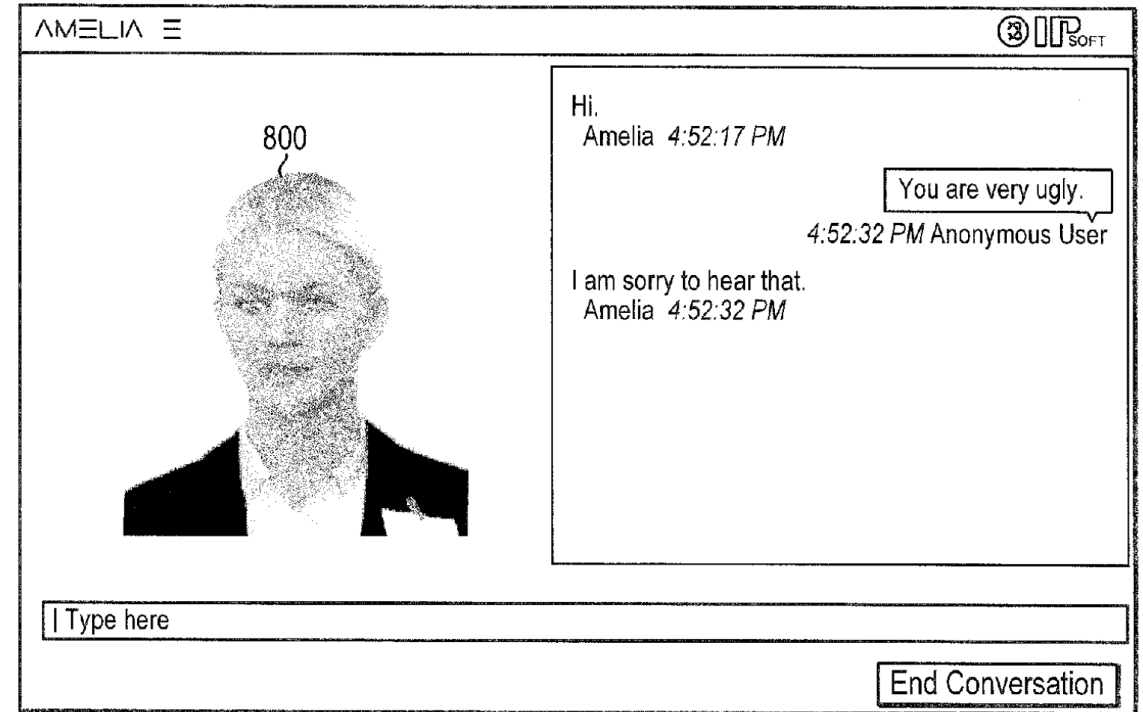 ΛMΞLIΛ Ξ
IPSOFT
800
Hi.
Amelia 4:52:17 PM
You are very ugly.
4:52:32 PM Anonymous User
I am sorry to hear that.
Amelia 4:52:32 PM
| Type here
End Conversation